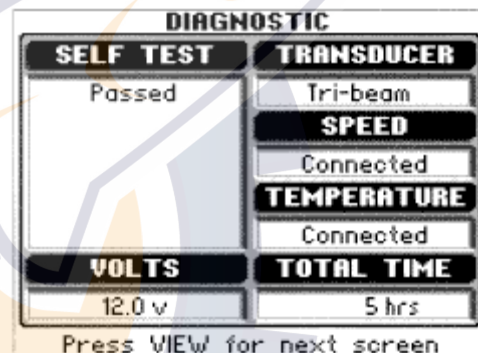 DIAGNOSTIC
SELF TEST
Passed
TRANSDUCER
Tri-beam
SPEED
Connected
TEMPERATURE
Connected
VOLTS
12.0 v
TOTAL TIME
5 hrs
Press VIEW for next screen